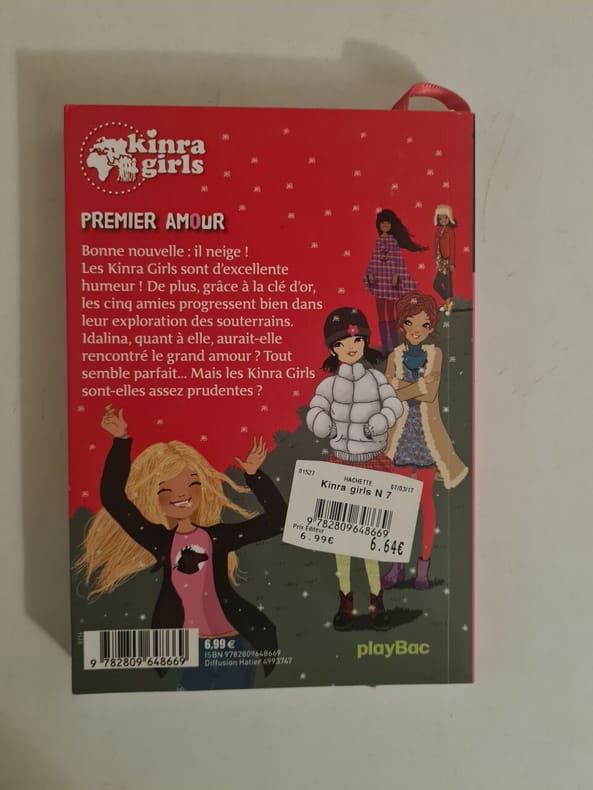 kinra
girls
PREMIER AMOUR
Bonne nouvelle : il neige !
Les Kinra Girls sont d'excellente
humeur ! De plus, grâce à la clé d'or,
les cinq amies progressent bien dans
leur exploration des souterrains.
Idalina, quant à elle, aurait-elle
rencontré le grand amour ? Tout
semble parfait... Mais les Kinra Girls
sont-elles assez prudentes ?
01527 HACHETTE 07/03/17
Kinra girls N 7
9 782809 648669
Prix Editeur
6.99€ 6.64€
playBac
9 782809 648669
6,99 €
ISBN 9782809648669
Diffusion Hatier 4993747